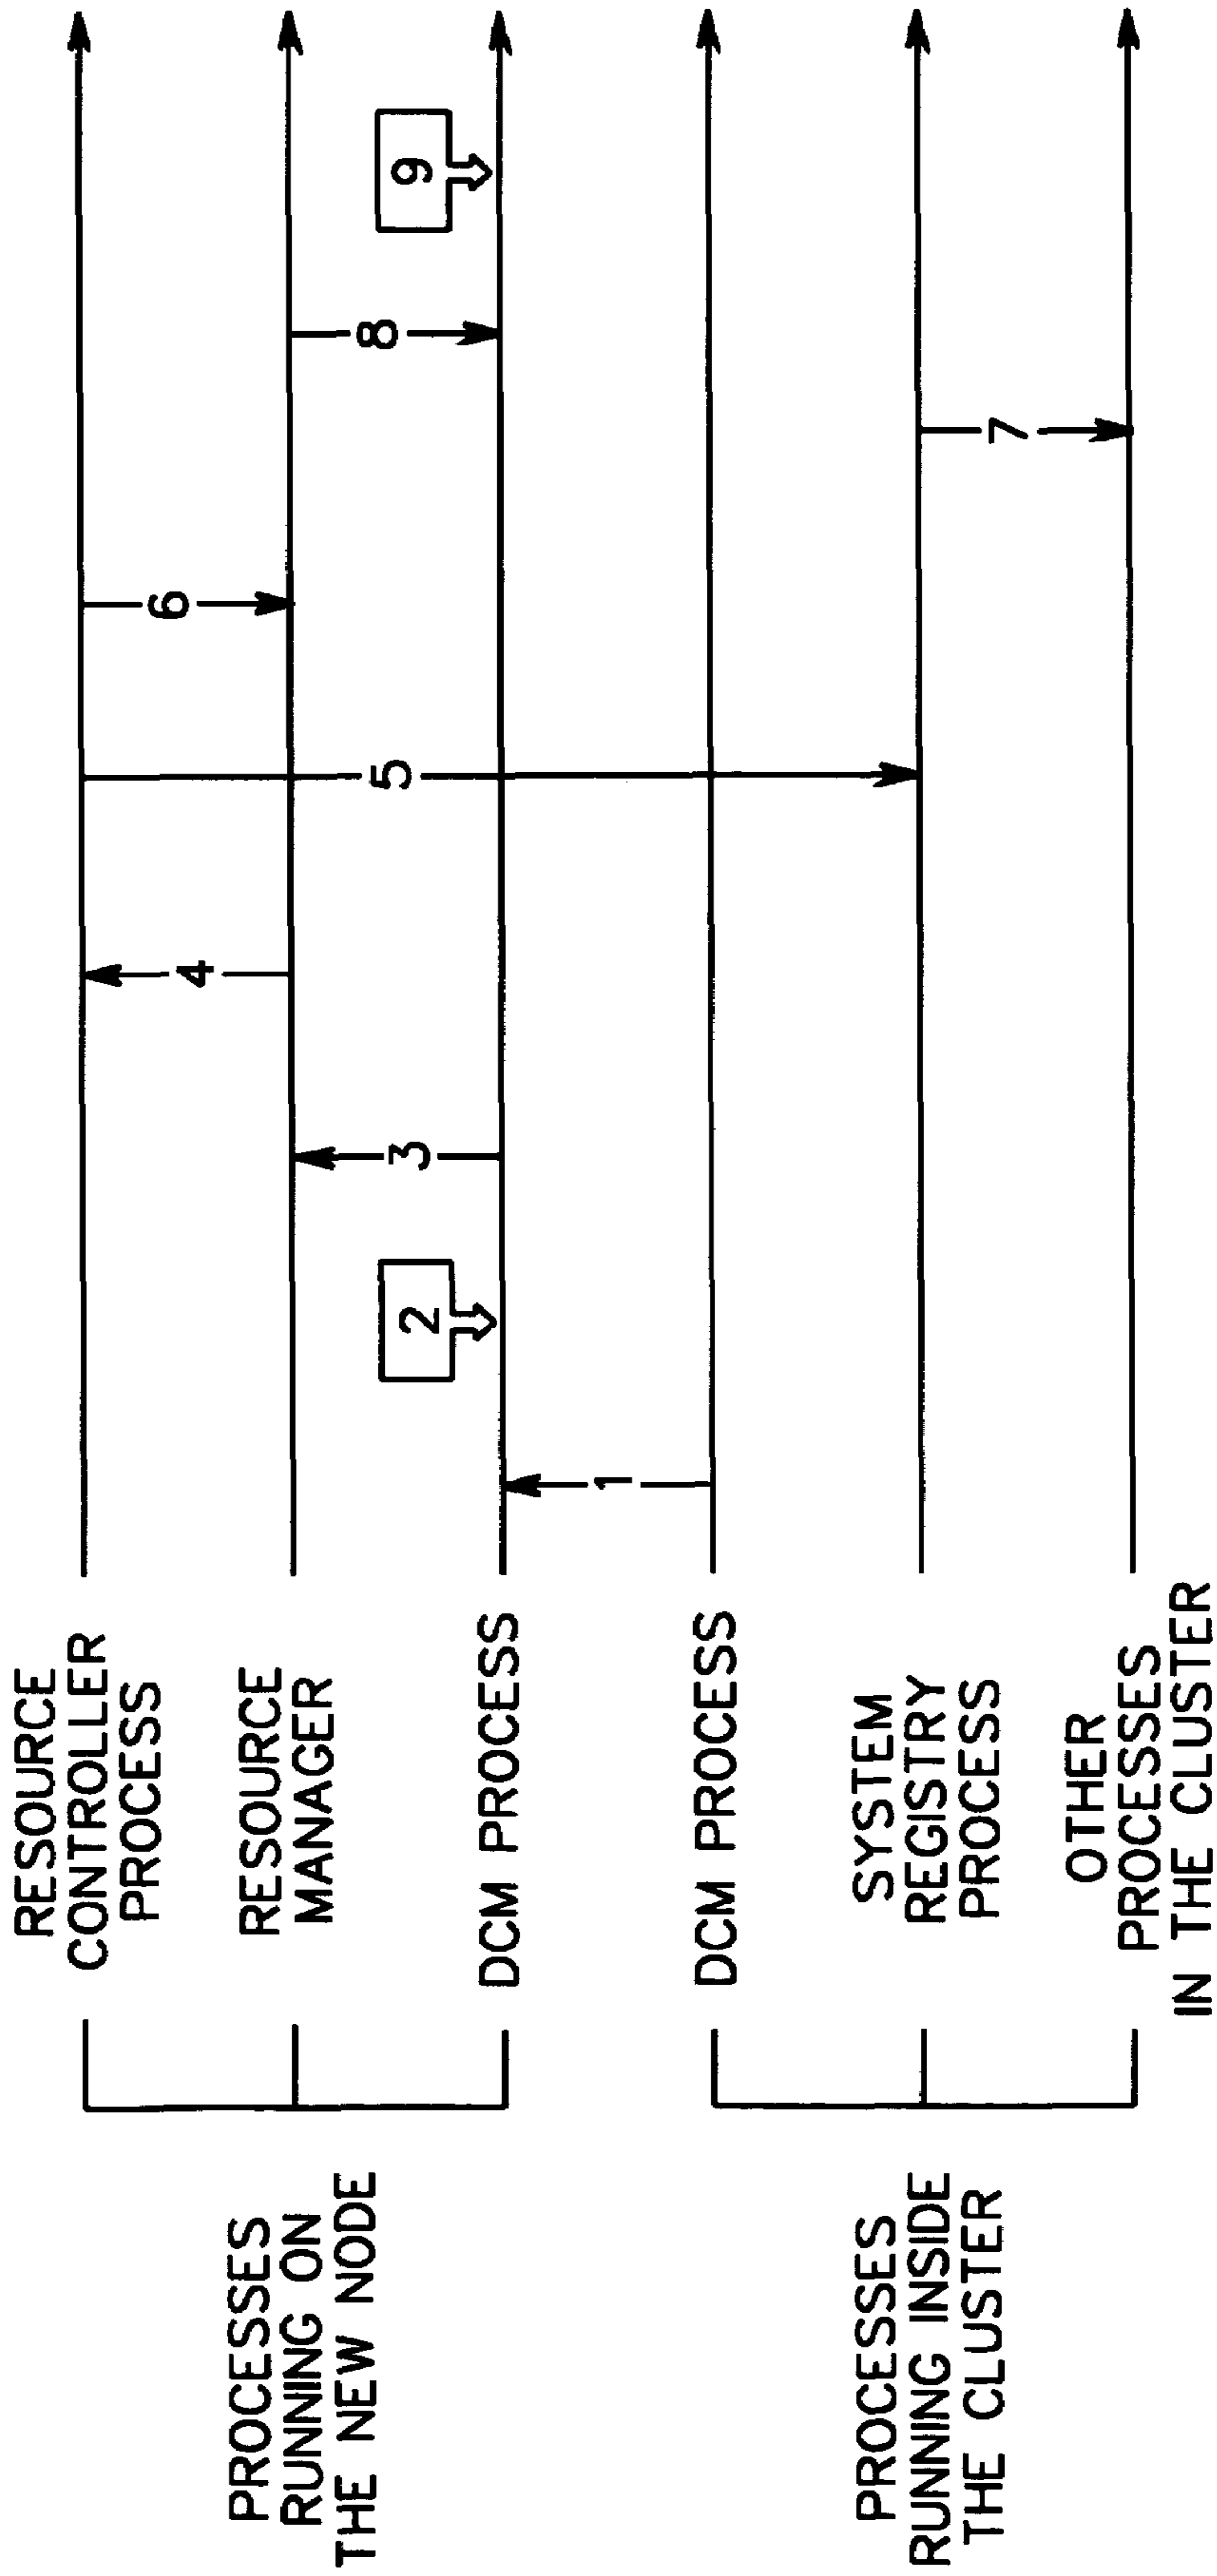 PROCESSES
RUNNING ON
THE NEW NODE
RESOURCE
CONTROLLER
PROCESS
RESOURCE
MANAGER
DCM PROCESS
PROCESSES
RUNNING INSIDE
THE CLUSTER
DCM PROCESS
SYSTEM
REGISTRY
PROCESS
OTHER
PROCESSES
IN THE CLUSTER
1
2
3
4
5
6
7
8
9